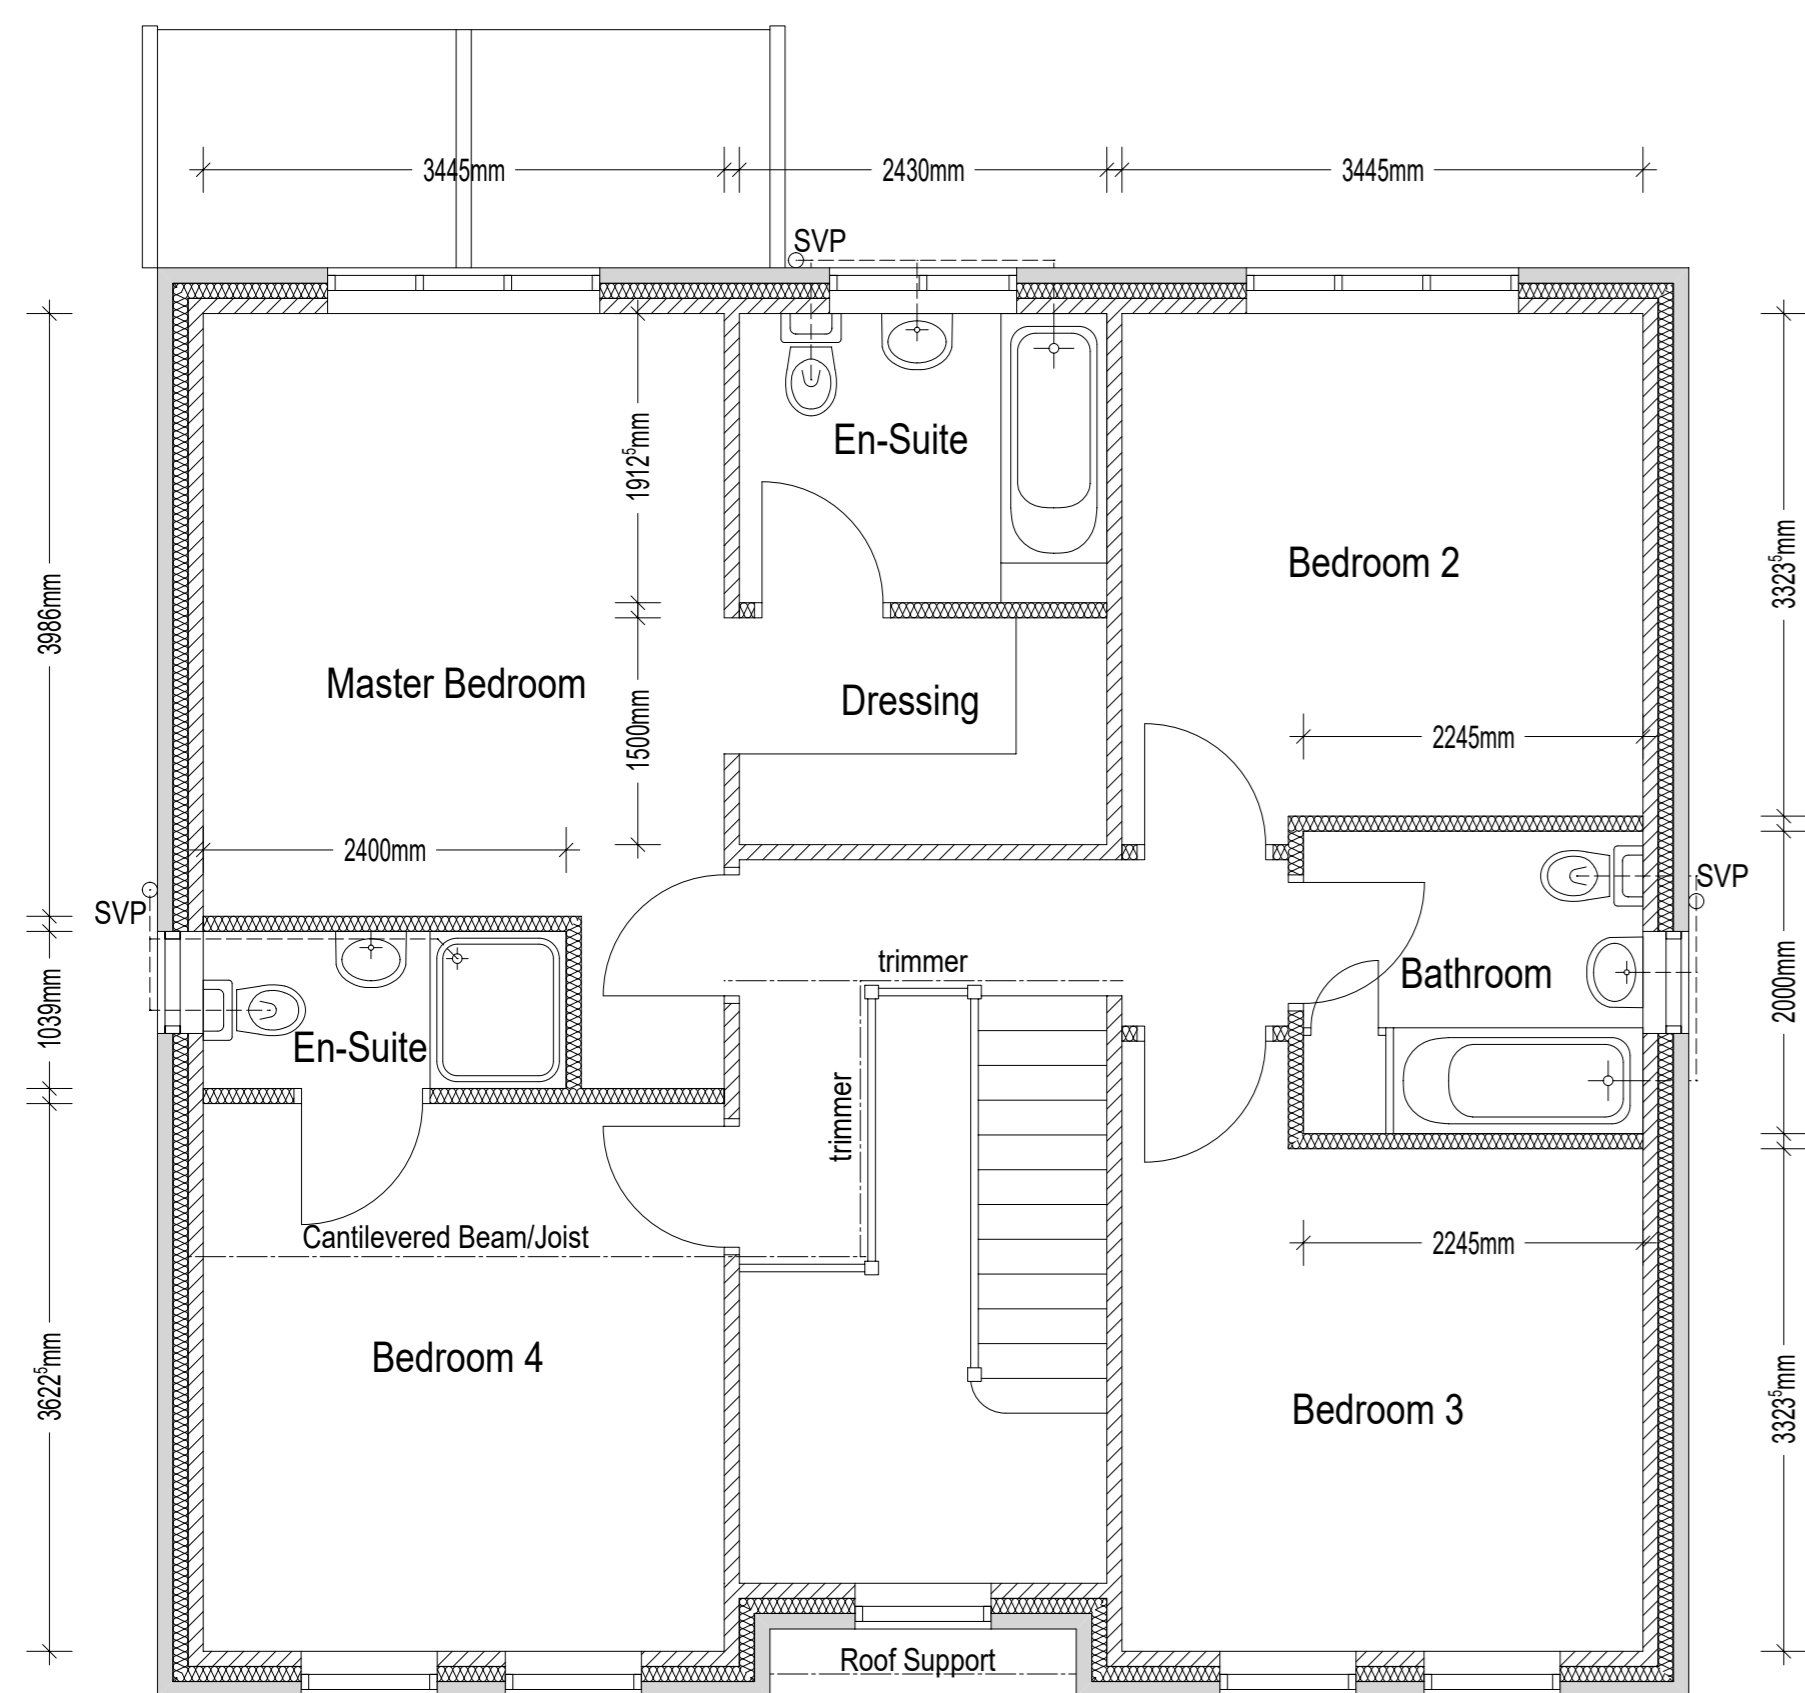 3445mm
2430mm
3445mm
SVP
1912⁵mm
En-Suite
Bedroom 2
3323⁵mm
3986mm
Master Bedroom
Dressing
1500mm
2245mm
2400mm
SVP
SVP
trimmer
Bathroom
2000mm
1039mm
En-Suite
trimmer
Cantilevered Beam/Joist
2245mm
Bedroom 4
3622⁵mm
Bedroom 3
3323⁵mm
Roof Support